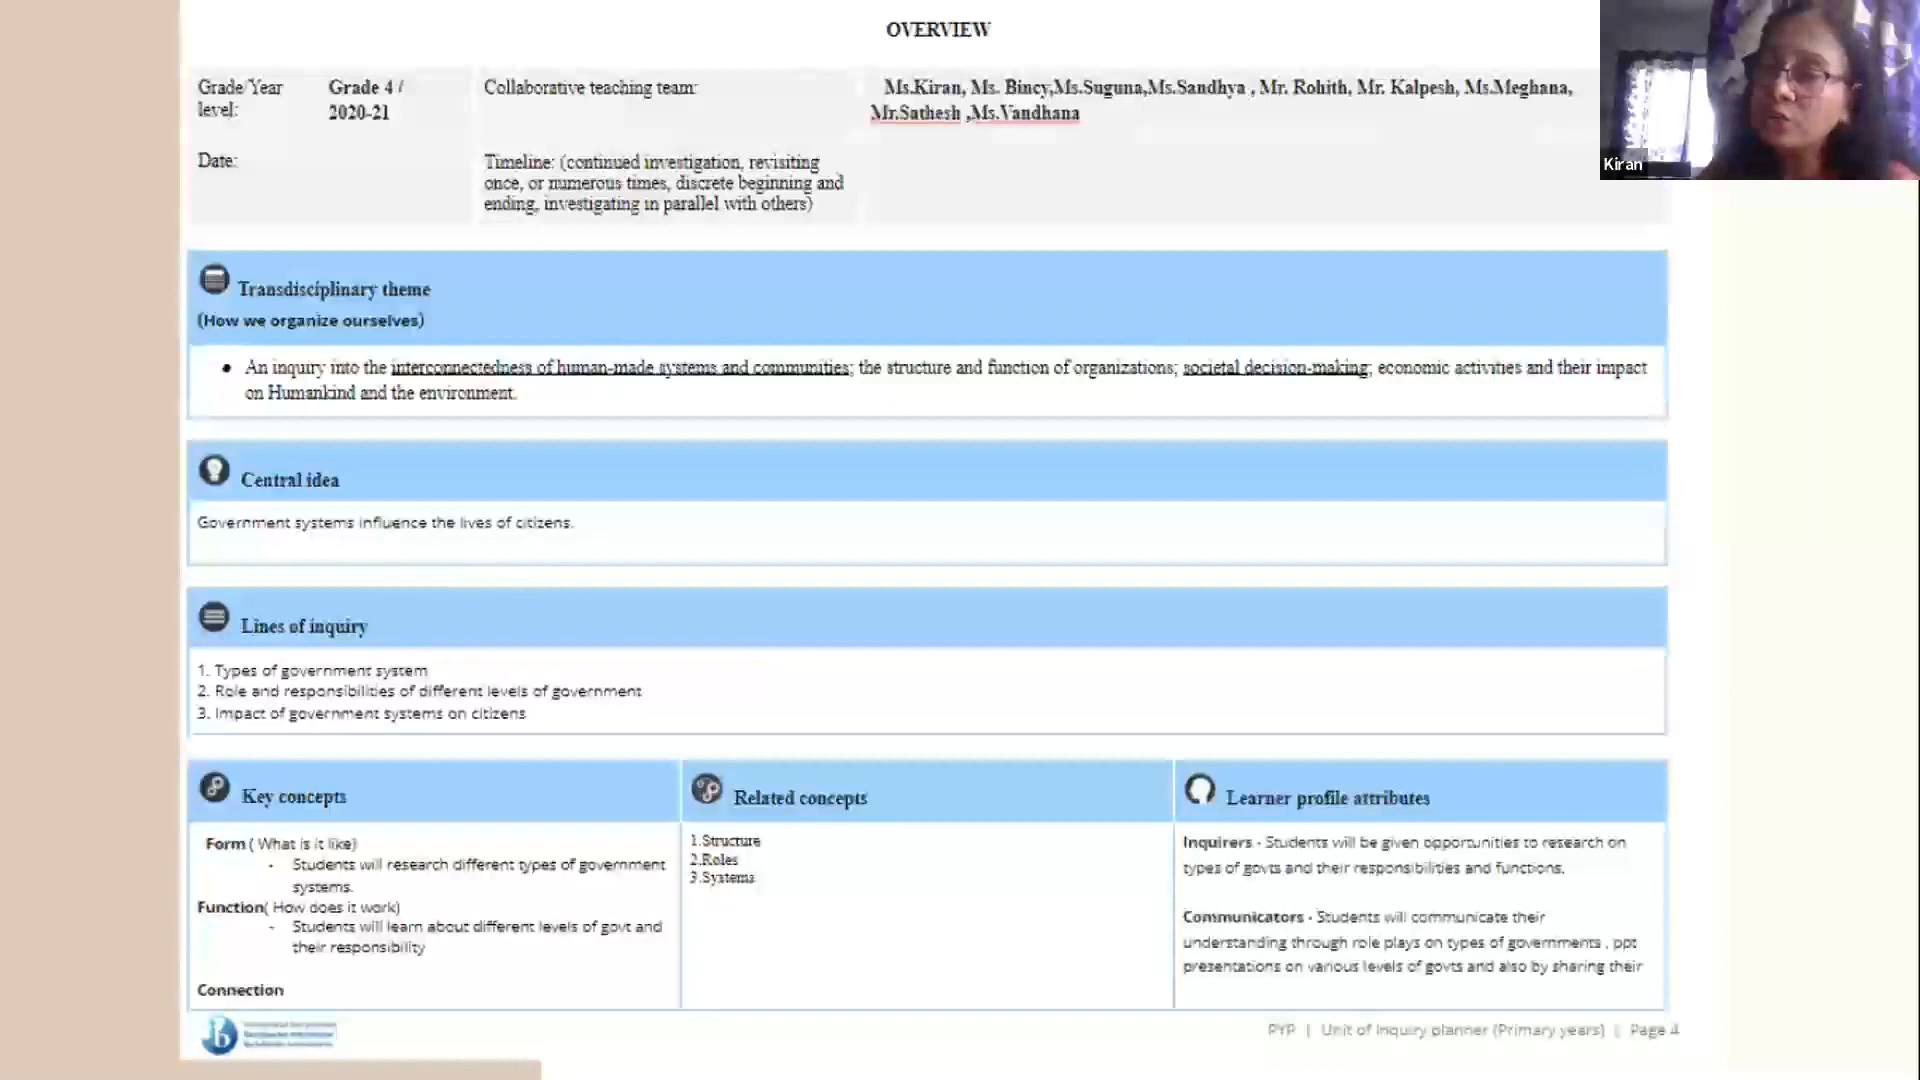 OVERVIEW
Grade/Year level:
Grade 4 / 2020-21
Collaborative teaching team:
Ms.Kiran, Ms. Bincy,Ms.Suguna,Ms.Sandhya , Mr. Rohith, Mr. Kalpesh, Ms.Meghana,
Mr.Sathesh ,Ms.Vandhana
Kiran
Date:
Timeline: (continued investigation, revisiting
once, or numerous times, discrete beginning and
ending, investigating in parallel with others)
Transdisciplinary theme
(How we organize ourselves)
• An inquiry into the interconnectedness of human-made systems and communities; the structure and function of organizations; societal decision-making; economic activities and their impact
on Humankind and the environment.
Central idea
Government systems influence the lives of citizens.
Lines of inquiry
1. Types of government system
2. Role and responsibilities of different levels of government
3. Impact of government systems on citizens
Key concepts
Form ( What is it like)
- Students will research different types of government
systems.
Function( How does it work)
- Students will learn about different levels of govt and
their responsibility
Connection
Related concepts
1.Structure
2.Roles
3.Systems
Learner profile attributes
Inquirers - Students will be given opportunities to research on
types of govts and their responsibilities and functions.
Communicators - Students will communicate their
understanding through role plays on types of governments , ppt
presentations on various levels of govts and also by sharing their
PYP | Unit of inquiry planner (Primary years) | Page 4